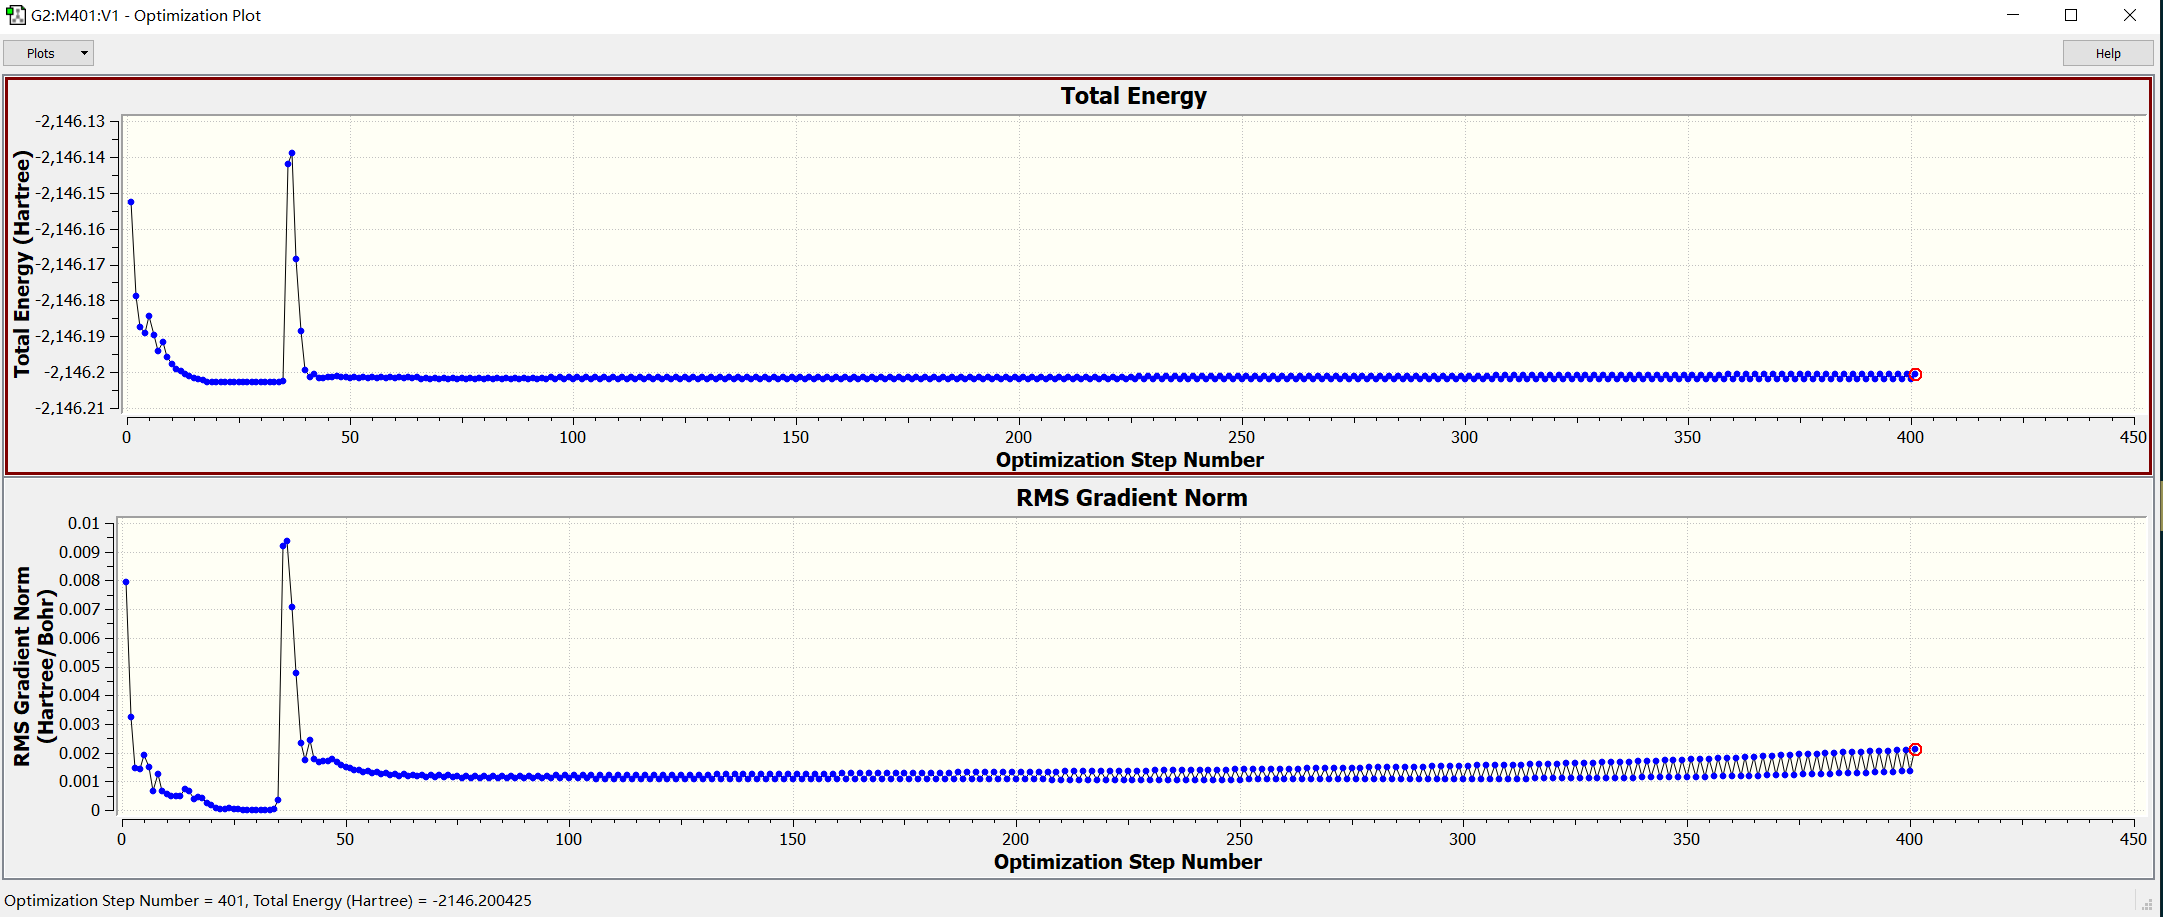 G2:M401:V1 - Optimization Plot
Plots
Help
Total Energy
Total Energy (Hartree)
-2,146.13
-2,146.14
-2,146.15
-2,146.16
-2,146.17
-2,146.18
-2,146.19
-2,146.2
-2,146.21
0 50 100 150 200 250 300 350 400 450
Optimization Step Number
RMS Gradient Norm
RMS Gradient Norm
(Hartree/Bohr)
0.01
0.009
0.008
0.007
0.006
0.005
0.004
0.003
0.002
0.001
0
0 50 100 150 200 250 300 350 400 450
Optimization Step Number
Optimization Step Number = 401, Total Energy (Hartree) = -2146.200425